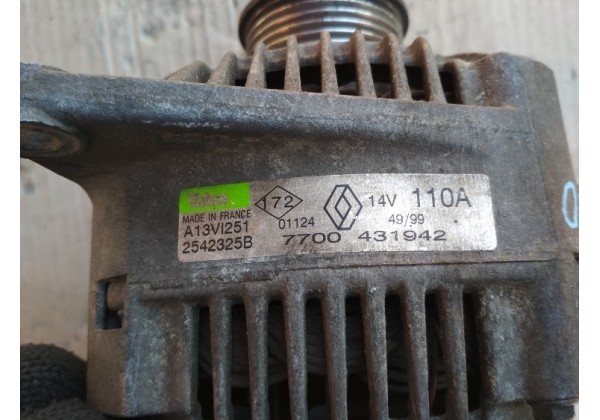 Valeo 172 14V 110A
MADE IN FRANCE 01124 49/99
A13VI251 7700 431942
2542325B